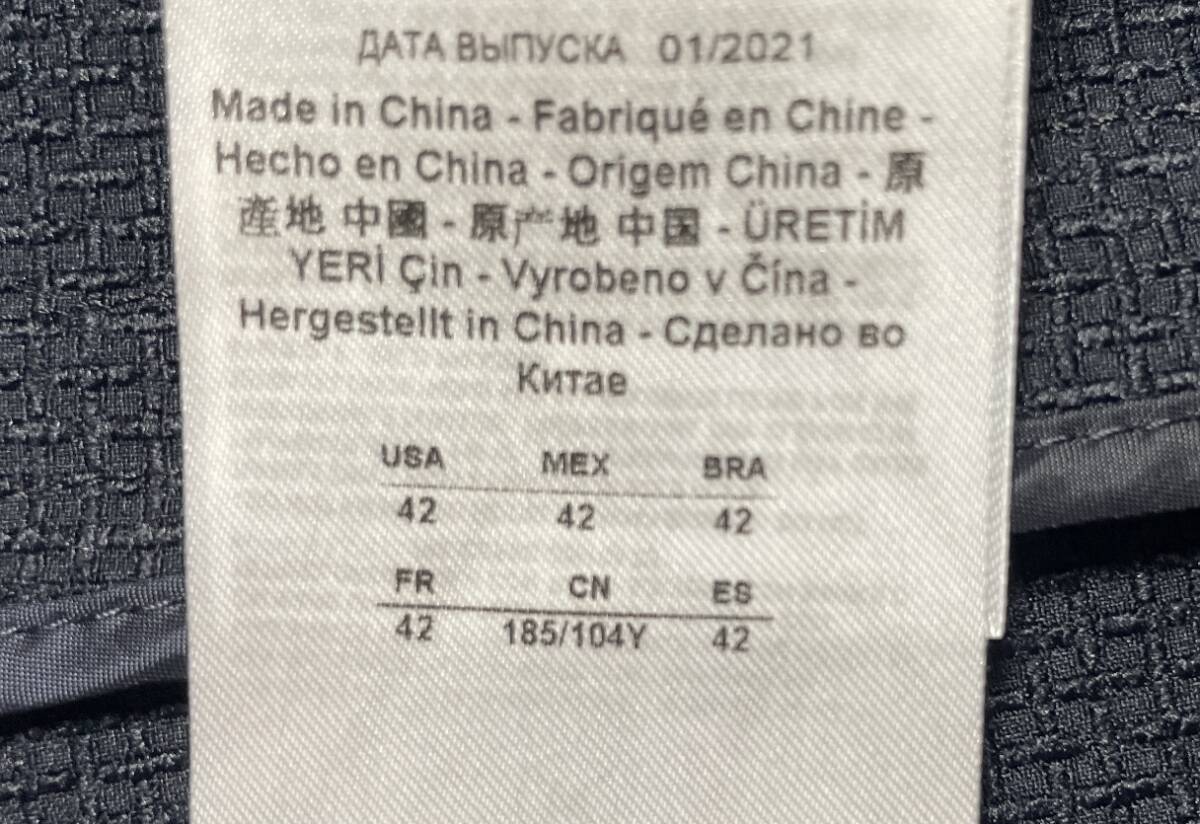 ДАТА ВЫПУСКА 01/2021
Made in China - Fabriqué en Chine -
Hecho en China - Origem China - 原
產地 中國 - 原产地 中国 - ÜRETİM
YERİ Çin - Vyrobeno v Čína -
Hergestellt in China - Сделано во
Китае
USA MEX BRA
42 42 42
FR CN ES
42 185/104Y 42